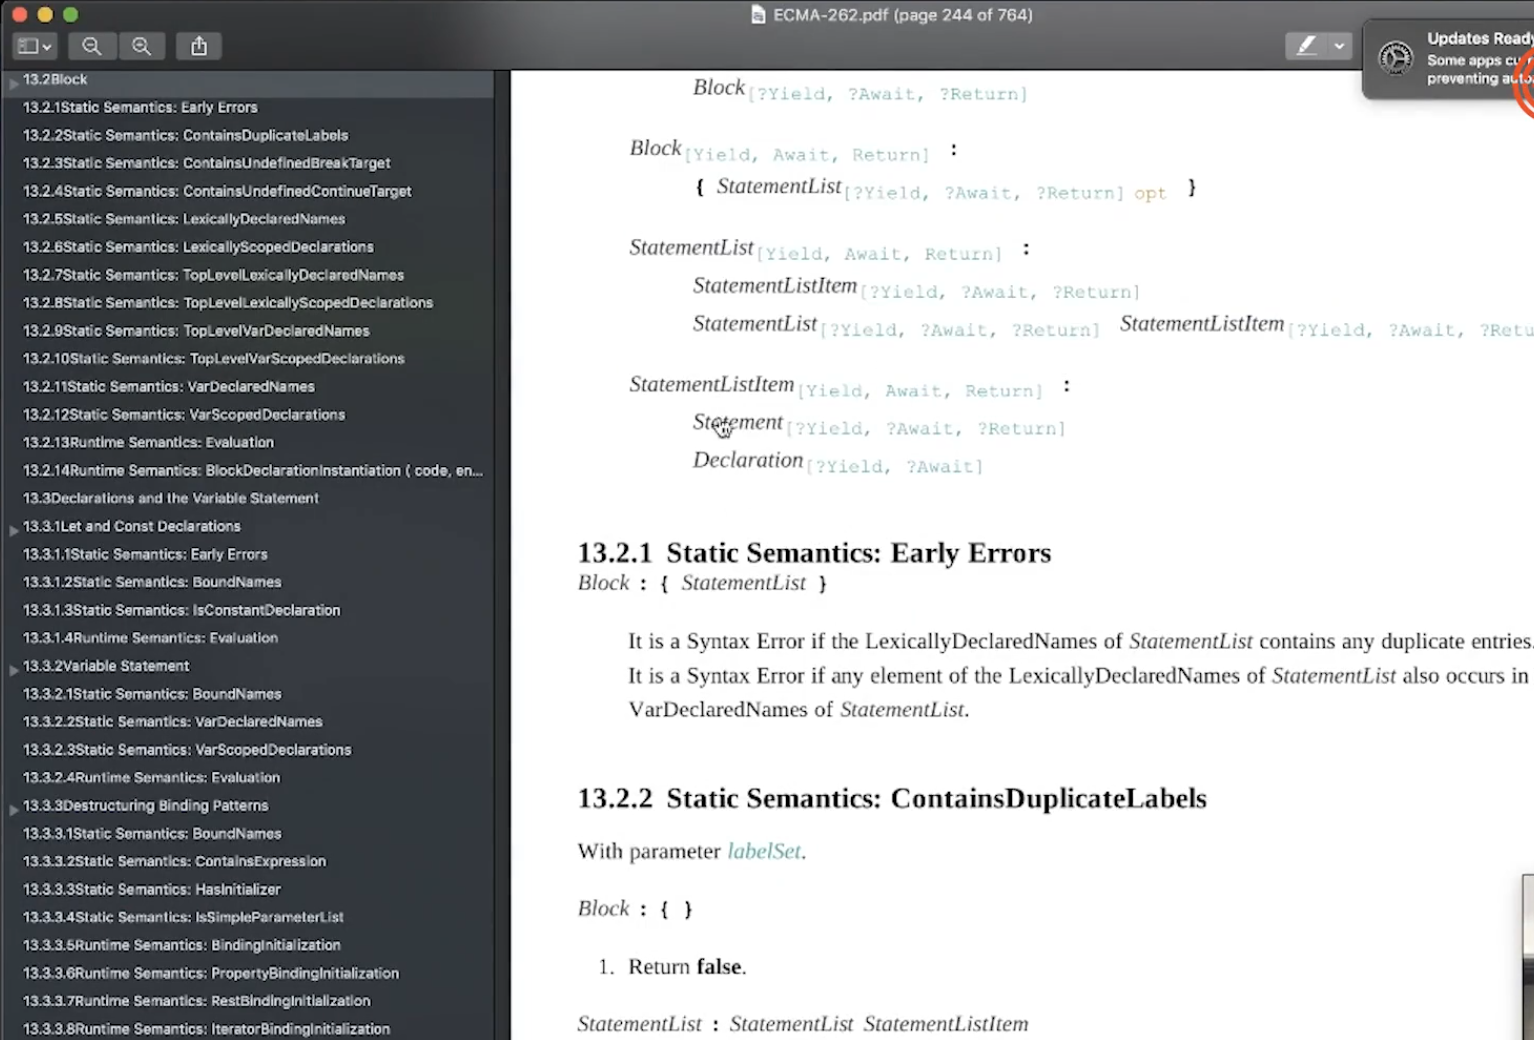 ECMA-262.pdf (page 244 of 764)
Updates Ready
Some apps
preventing
13.2Block
13.2.1Static Semantics: Early Errors
13.2.2Static Semantics: ContainsDuplicateLabels
13.2.3Static Semantics: ContainsUndefinedBreakTarget
13.2.4Static Semantics: ContainsUndefinedContinueTarget
13.2.5Static Semantics: LexicallyDeclaredNames
13.2.6Static Semantics: LexicallyScopedDeclarations
13.2.7Static Semantics: TopLevelLexicallyDeclaredNames
13.2.8Static Semantics: TopLevelLexicallyScopedDeclarations
13.2.9Static Semantics: TopLevelVarDeclaredNames
13.2.10Static Semantics: TopLevelVarScopedDeclarations
13.2.11Static Semantics: VarDeclaredNames
13.2.12Static Semantics: VarScopedDeclarations
13.2.13Runtime Semantics: Evaluation
13.2.14Runtime Semantics: BlockDeclarationInstantiation ( code, en...
13.3Declarations and the Variable Statement
13.3.1Let and Const Declarations
13.3.1.1Static Semantics: Early Errors
13.3.1.2Static Semantics: BoundNames
13.3.1.3Static Semantics: IsConstantDeclaration
13.3.1.4Runtime Semantics: Evaluation
13.3.2Variable Statement
13.3.2.1Static Semantics: BoundNames
13.3.2.2Static Semantics: VarDeclaredNames
13.3.2.3Static Semantics: VarScopedDeclarations
13.3.2.4Runtime Semantics: Evaluation
13.3.3Destructuring Binding Patterns
13.3.3.1Static Semantics: BoundNames
13.3.3.2Static Semantics: ContainsExpression
13.3.3.3Static Semantics: HasInitializer
13.3.3.4Static Semantics: IsSimpleParameterList
13.3.3.5Runtime Semantics: BindingInitialization
13.3.3.6Runtime Semantics: PropertyBindingInitialization
13.3.3.7Runtime Semantics: RestBindingInitialization
13.3.3.8Runtime Semantics: IteratorBindingInitialization
Block[?Yield, ?Await, ?Return]
Block[Yield, Await, Return] :
{ StatementList[?Yield, ?Await, ?Return] opt }
StatementList[Yield, Await, Return] :
StatementListItem[?Yield, ?Await, ?Return]
StatementList[?Yield, ?Await, ?Return] StatementListItem[?Yield, ?Await, ?Retu
StatementListItem[Yield, Await, Return] :
Statement[?Yield, ?Await, ?Return]
Declaration[?Yield, ?Await]
13.2.1 Static Semantics: Early Errors
Block : { StatementList }
It is a Syntax Error if the LexicallyDeclaredNames of StatementList contains any duplicate entries.
It is a Syntax Error if any element of the LexicallyDeclaredNames of StatementList also occurs in
VarDeclaredNames of StatementList.
13.2.2 Static Semantics: ContainsDuplicateLabels
With parameter labelSet.
Block : { }
1. Return false.
StatementList : StatementList StatementListItem